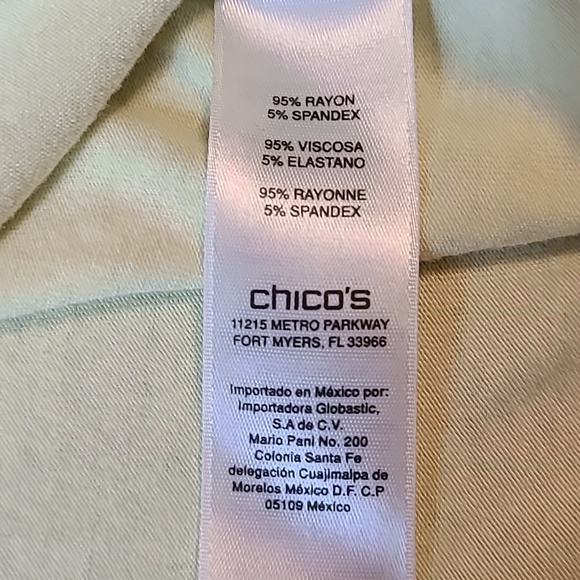 95% RAYON
5% SPANDEX
95% VISCOSA
5% ELASTANO
95% RAYONNE
5% SPANDEX
chico's
11215 METRO PARKWAY
FORT MYERS, FL 33966
Importado en México por:
Importadora Globastic,
S.A de C.V.
Mario Pani No. 200
Colonia Santa Fe
delegación Cuajimalpa de
Morelos México D.F. C.P
05109 México